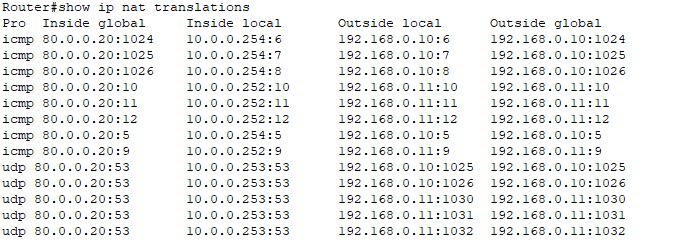 Router#show ip nat translations
Pro  Inside global     Inside local       Outside local      Outside global
icmp 80.0.0.20:1024    10.0.0.254:6       192.168.0.10:6     192.168.0.10:1024
icmp 80.0.0.20:1025    10.0.0.254:7       192.168.0.10:7     192.168.0.10:1025
icmp 80.0.0.20:1026    10.0.0.254:8       192.168.0.10:8     192.168.0.10:1026
icmp 80.0.0.20:10      10.0.0.252:10      192.168.0.11:10    192.168.0.11:10
icmp 80.0.0.20:11      10.0.0.252:11      192.168.0.11:11    192.168.0.11:11
icmp 80.0.0.20:12      10.0.0.252:12      192.168.0.11:12    192.168.0.11:12
icmp 80.0.0.20:5       10.0.0.254:5       192.168.0.10:5     192.168.0.10:5
icmp 80.0.0.20:9       10.0.0.252:9       192.168.0.11:9     192.168.0.11:9
udp 80.0.0.20:53       10.0.0.253:53      192.168.0.10:1025  192.168.0.10:1025
udp 80.0.0.20:53       10.0.0.253:53      192.168.0.10:1026  192.168.0.10:1026
udp 80.0.0.20:53       10.0.0.253:53      192.168.0.11:1030  192.168.0.11:1030
udp 80.0.0.20:53       10.0.0.253:53      192.168.0.11:1031  192.168.0.11:1031
udp 80.0.0.20:53       10.0.0.253:53      192.168.0.11:1032  192.168.0.11:1032